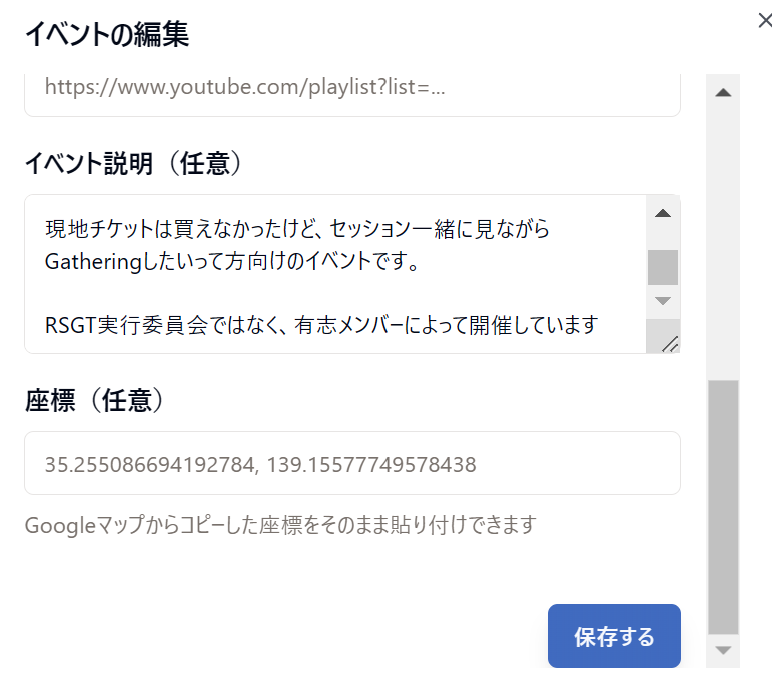 イベントの編集
https://www.youtube.com/playlist?list=...
イベント説明（任意）
現地チケットは買えなかったけど、セッション一緒に見ながら
Gatheringしたいって方向けのイベントです。
RSGT実行委員会ではなく、有志メンバーによって開催しています
座標（任意）
35.255086694192784, 139.15577749578438
Googleマップからコピーした座標をそのまま貼り付けできます
保存する